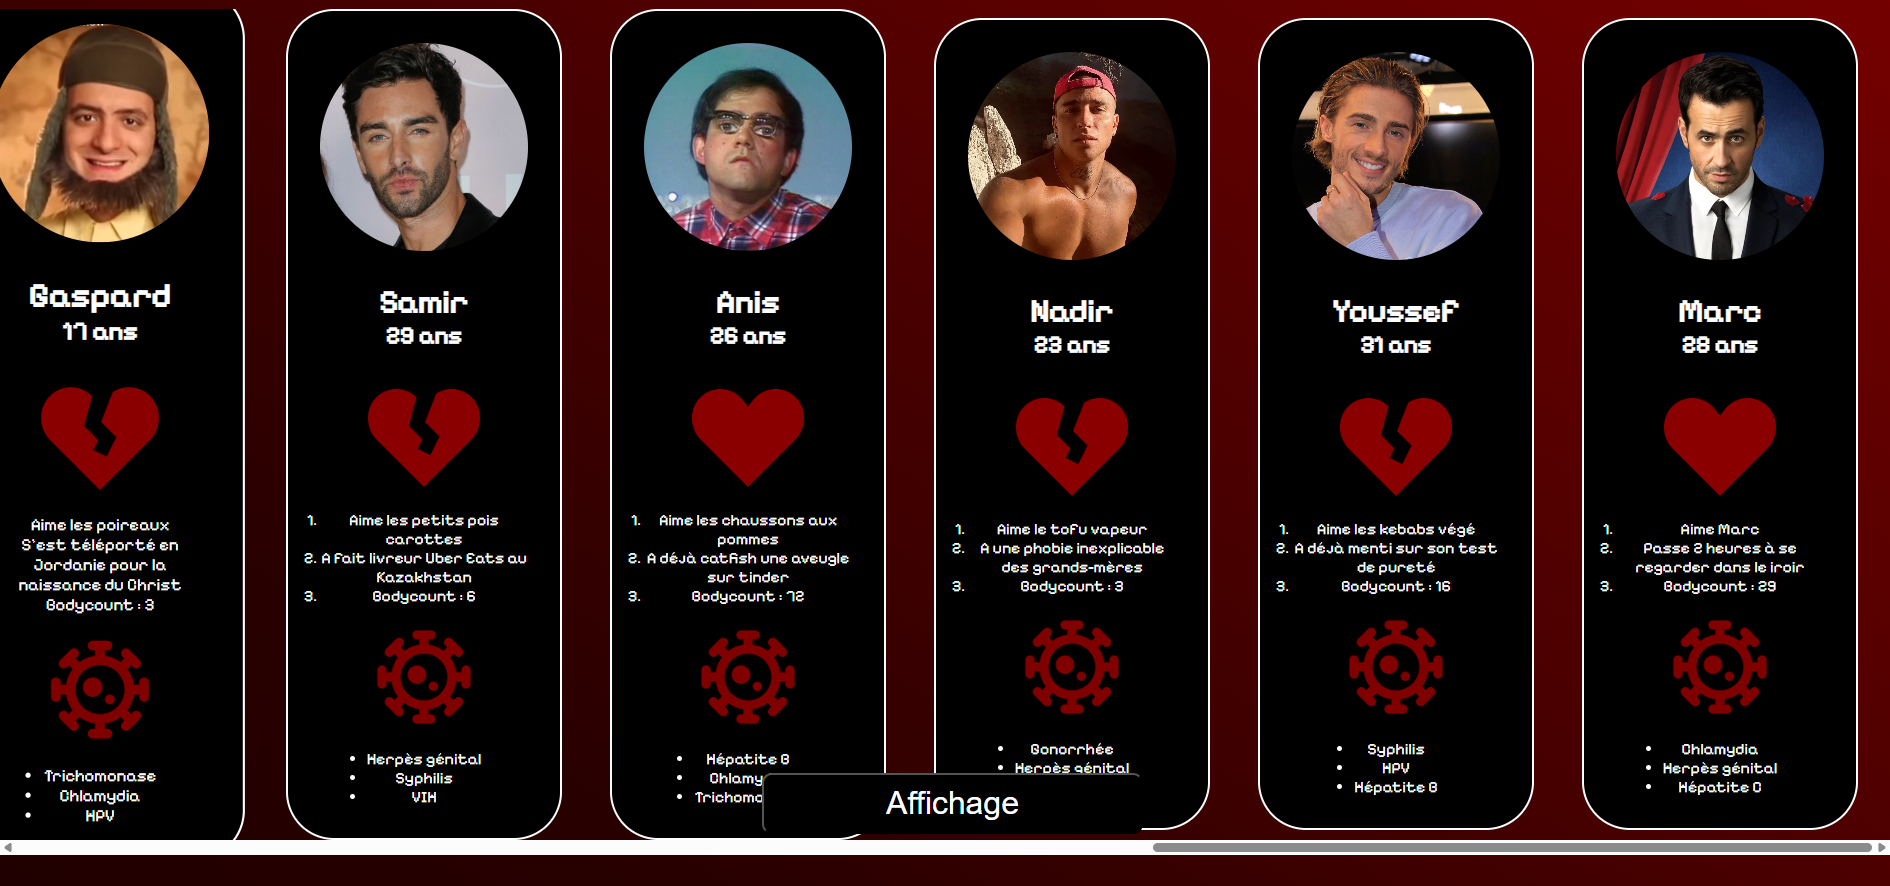 Gaspard
17 ans
Aime les poireaux
S'est téléporté en
Jordanie pour la
naissance du Christ
Bodycount : 3
• Trichomonase
• Chlamydia
• HPV
Samir
29 ans
1. Aime les petits pois
carottes
2. A fait livreur Uber Eats au
Kazakhstan
3. Bodycount : 6
• Herpès génital
• Syphilis
• VIH
Anis
26 ans
1. Aime les chaussons aux
pommes
2. A déjà catfish une aveugle
sur tinder
3. Bodycount : 72
• Hépatite B
• Chlamy
• Trichomo
Nadir
23 ans
1. Aime le tofu vapeur
2. A une phobie inexplicable
des grands-mères
3. Bodycount : 3
• Gonorrhée
• Herpès génital
Youssef
31 ans
1. Aime les kebabs végé
2. A déjà menti sur son test
de pureté
3. Bodycount : 16
• Syphilis
• HPV
• Hépatite B
Marc
28 ans
1. Aime Marc
2. Passe 2 heures à se
regarder dans le iroir
3. Bodycount : 29
• Chlamydia
• Herpès génital
• Hépatite C
Affichage